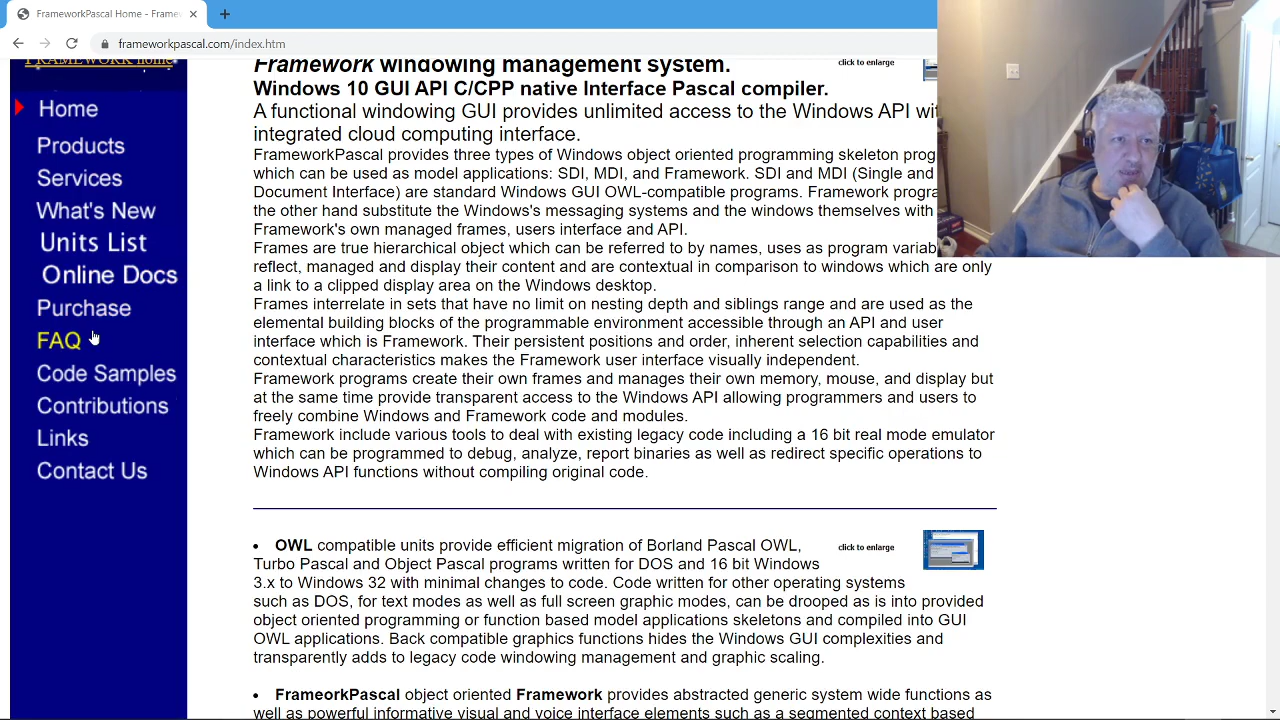 FrameworkPascal Home - Frame
frameworkpascal.com/index.htm
FRAMEWORK home
Home
Products
Services
What's New
Units List
Online Docs
Purchase
FAQ
Code Samples
Contributions
Links
Contact Us
Framework windowing management system.
click to enlarge
Windows 10 GUI API C/CPP native Interface Pascal compiler.
A functional windowing GUI provides unlimited access to the Windows API wit
integrated cloud computing interface.
FrameworkPascal provides three types of Windows object oriented programming skeleton prog
which can be used as model applications: SDI, MDI, and Framework. SDI and MDI (Single and
Document Interface) are standard Windows GUI OWL-compatible programs. Framework progra
the other hand substitute the Windows's messaging systems and the windows themselves with
Framework's own managed frames, users interface and API.
Frames are true hierarchical object which can be referred to by names, uses as program variab
reflect, managed and display their content and are contextual in comparison to windows which are only
a link to a clipped display area on the Windows desktop.
Frames interrelate in sets that have no limit on nesting depth and siblings range and are used as the
elemental building blocks of the programmable environment accessible through an API and user
interface which is Framework. Their persistent positions and order, inherent selection capabilities and
contextual characteristics makes the Framework user interface visually independent.
Framework programs create their own frames and manages their own memory, mouse, and display but
at the same time provide transparent access to the Windows API allowing programmers and users to
freely combine Windows and Framework code and modules.
Framework include various tools to deal with existing legacy code including a 16 bit real mode emulator
which can be programmed to debug, analyze, report binaries as well as redirect specific operations to
Windows API functions without compiling original code.
• OWL compatible units provide efficient migration of Borland Pascal OWL,
click to enlarge
Turbo Pascal and Object Pascal programs written for DOS and 16 bit Windows
3.x to Windows 32 with minimal changes to code. Code written for other operating systems
such as DOS, for text modes as well as full screen graphic modes, can be drooped as is into provided
object oriented programming or function based model applications skeletons and compiled into GUI
OWL applications. Back compatible graphics functions hides the Windows GUI complexities and
transparently adds to legacy code windowing management and graphic scaling.
• FrameorkPascal object oriented Framework provides abstracted generic system wide functions as
well as powerful informative visual and voice interface elements such as a segmented context based